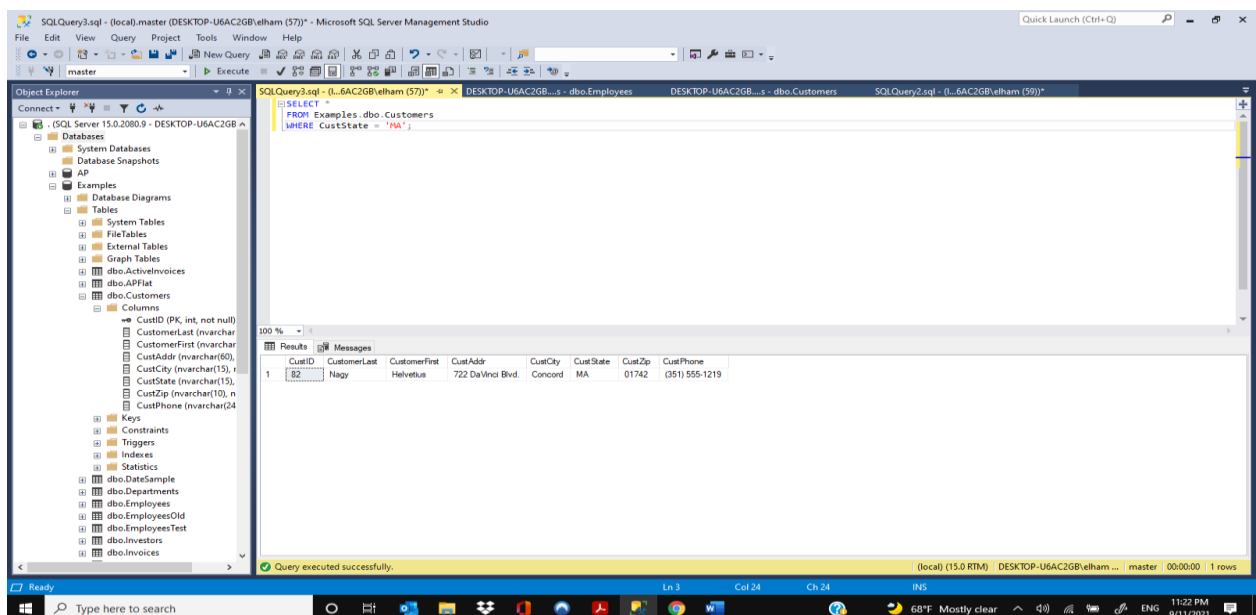 SQLQuery3.sql - (local).master (DESKTOP-U6AC2GB\elham (57))* - Microsoft SQL Server Management Studio
Quick Launch (Ctrl+Q)
File Edit View Query Project Tools Window Help
New Query
master Execute
Object Explorer
SQLQuery3.sql - (l...6AC2GB\elham (57))* DESKTOP-U6AC2GB....s - dbo.Employees DESKTOP-U6AC2GB....s - dbo.Customers SQLQuery2.sql - (l...6AC2GB\elham (59))*
Connect
SELECT *
FROM Examples.dbo.Customers
WHERE CustState = 'MA';
. (SQL Server 15.0.2080.9 - DESKTOP-U6AC2GB
Databases
System Databases
Database Snapshots
AP
Examples
Database Diagrams
Tables
System Tables
FileTables
External Tables
Graph Tables
dbo.ActiveInvoices
dbo.APFlat
dbo.Customers
Columns
CustID (PK, int, not null)
CustomerLast (nvarchar
CustomerFirst (nvarchar
CustAddr (nvarchar(60),
CustCity (nvarchar(15), r
CustState (nvarchar(15),
CustZip (nvarchar(10), n
CustPhone (nvarchar(24
Keys
Constraints
Triggers
Indexes
Statistics
dbo.DateSample
dbo.Departments
dbo.Employees
dbo.EmployeesOld
dbo.EmployeesTest
dbo.Investors
dbo.Invoices
100 %
Results Messages
CustID CustomerLast CustomerFirst CustAddr CustCity CustState CustZip CustPhone
1 82 Nagy Helvetius 722 DaVinci Blvd. Concord MA 01742 (351) 555-1219
Query executed successfully. (local) (15.0 RTM) DESKTOP-U6AC2GB\elham ... master 00:00:00 1 rows
Ready Ln 3 Col 24 Ch 24 INS
Type here to search
68°F Mostly clear ENG 11:22 PM
9/11/2021